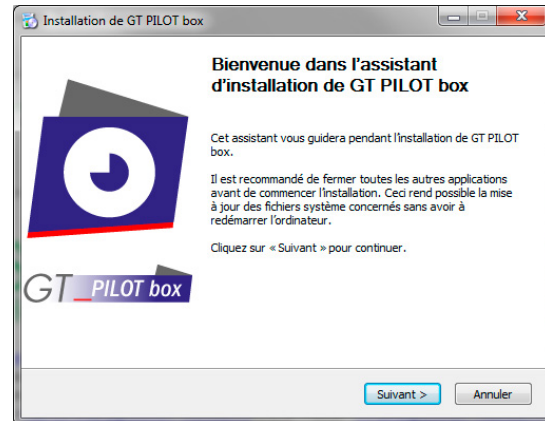 Installation de GT PILOT box
Bienvenue dans l'assistant
d'installation de GT PILOT box
Cet assistant vous guidera pendant l'installation de GT PILOT
box.
Il est recommandé de fermer toutes les autres applications
avant de commencer l'installation. Ceci rend possible la mise
à jour des fichiers système concernés sans avoir à
redémarrer l'ordinateur.
Cliquez sur « Suivant » pour continuer.
GT_PILOT box
Suivant >
Annuler